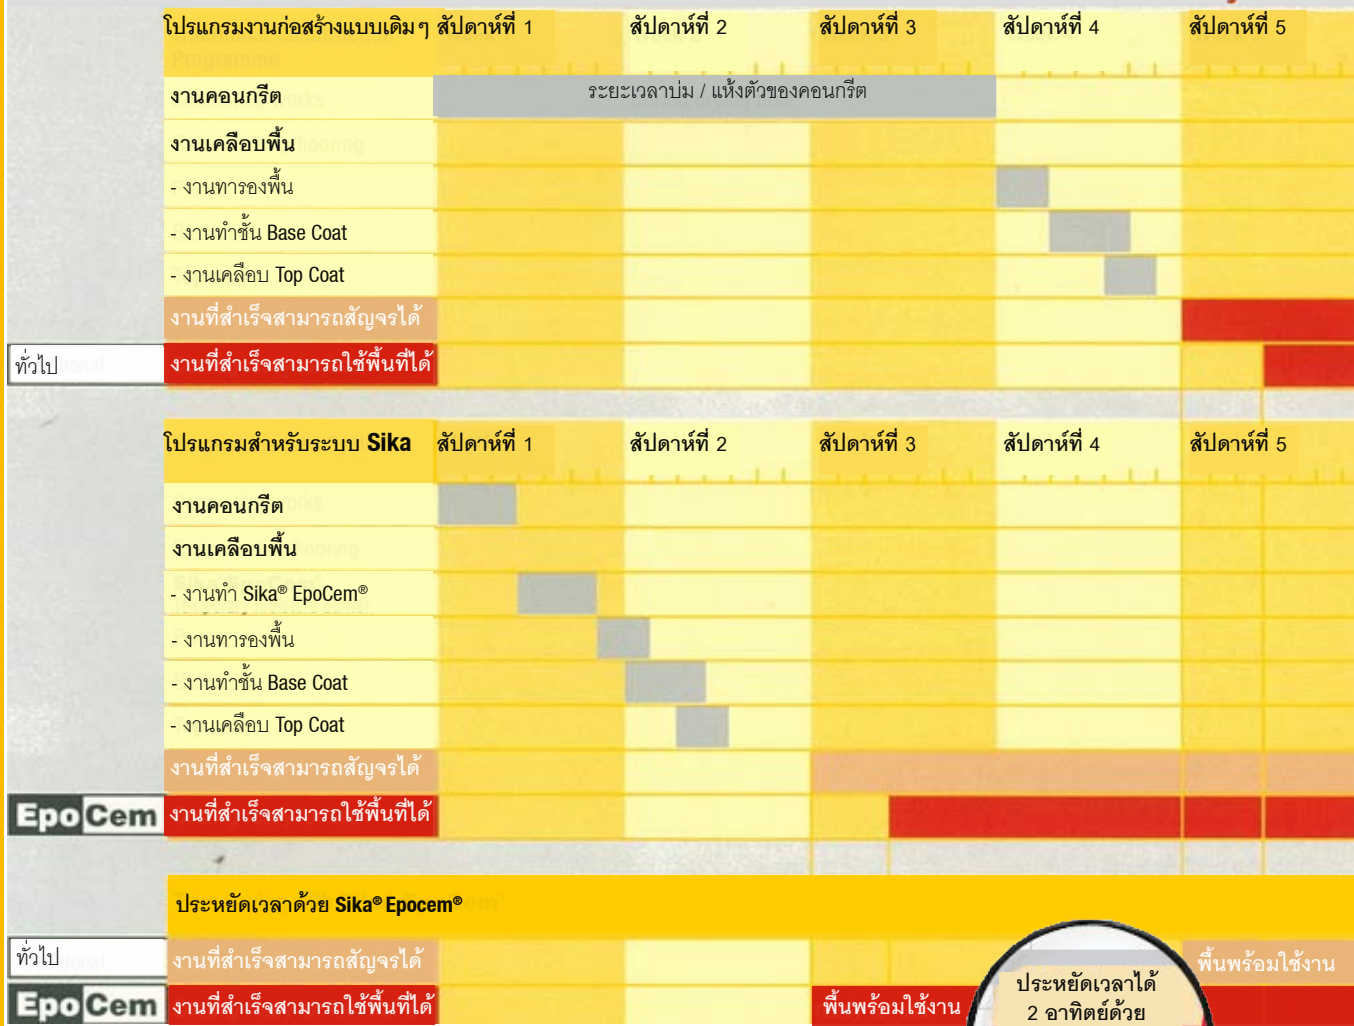 โปรแกรมงานก่อสร้างแบบเดิม ๆ สัปดาห์ที่ 1 สัปดาห์ที่ 2 สัปดาห์ที่ 3 สัปดาห์ที่ 4 สัปดาห์ที่ 5
Programme
งานคอนกรีต ระยะเวลาบ่ม / แห้งตัวของคอนกรีต
งานเคลือบพื้น
- งานทารองพื้น
- งานทำชั้น Base Coat
- งานเคลือบ Top Coat
งานที่สำเร็จสามารถสัญจรได้
ทั่วไป งานที่สำเร็จสามารถใช้พื้นที่ได้
โปรแกรมสำหรับระบบ Sika สัปดาห์ที่ 1 สัปดาห์ที่ 2 สัปดาห์ที่ 3 สัปดาห์ที่ 4 สัปดาห์ที่ 5
งานคอนกรีต
งานเคลือบพื้น
- งานทำ Sika® EpoCem®
- งานทารองพื้น
- งานทำชั้น Base Coat
- งานเคลือบ Top Coat
งานที่สำเร็จสามารถสัญจรได้
EpoCem งานที่สำเร็จสามารถใช้พื้นที่ได้
ประหยัดเวลาด้วย Sika® Epocem®
ทั่วไป งานที่สำเร็จสามารถสัญจรได้ พื้นพร้อมใช้งาน
EpoCem งานที่สำเร็จสามารถใช้พื้นที่ได้ พื้นพร้อมใช้งาน
ประหยัดเวลาได้
2 อาทิตย์ด้วย